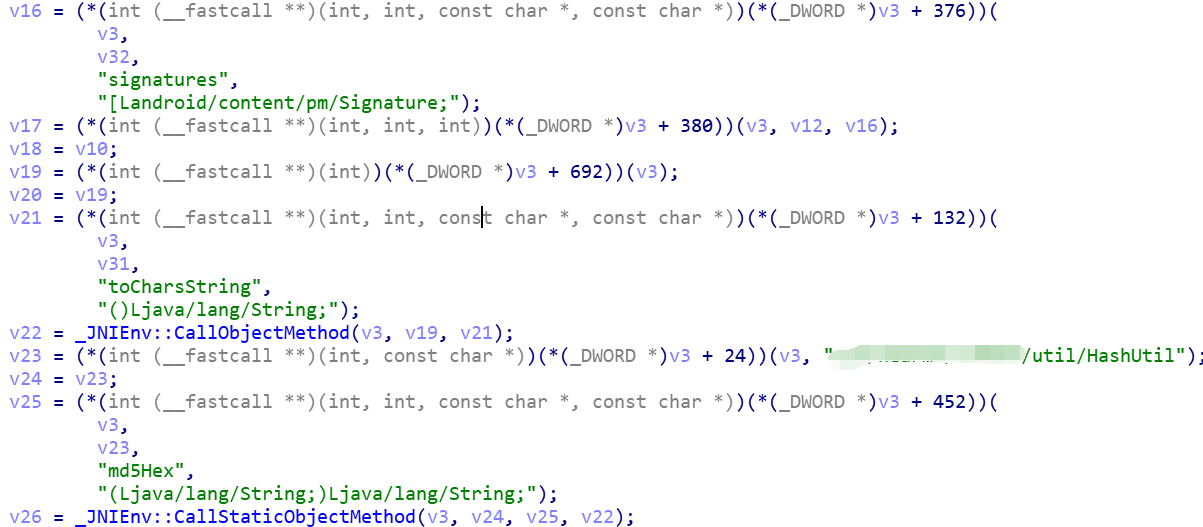 v16 = (*(int (__fastcall **)(int, int, const char *, const char *))(*(_DWORD *)v3 + 376))(
v3,
v32,
"signatures",
"[Landroid/content/pm/Signature;");
v17 = (*(int (__fastcall **)(int, int, int))(*(_DWORD *)v3 + 380))(v3, v12, v16);
v18 = v10;
v19 = (*(int (__fastcall **)(int))(*(_DWORD *)v3 + 692))(v3);
v20 = v19;
v21 = (*(int (__fastcall **)(int, int, const char *, const char *))(*(_DWORD *)v3 + 132))(
v3,
v31,
"toCharsString",
"()Ljava/lang/String;");
v22 = _JNIEnv::CallObjectMethod(v3, v19, v21);
v23 = (*(int (__fastcall **)(int, const char *))(*(_DWORD *)v3 + 24))(v3, "/util/HashUtil");
v24 = v23;
v25 = (*(int (__fastcall **)(int, int, const char *, const char *))(*(_DWORD *)v3 + 452))(
v3,
v23,
"md5Hex",
"(Ljava/lang/String;)Ljava/lang/String;");
v26 = _JNIEnv::CallStaticObjectMethod(v3, v24, v25, v22);